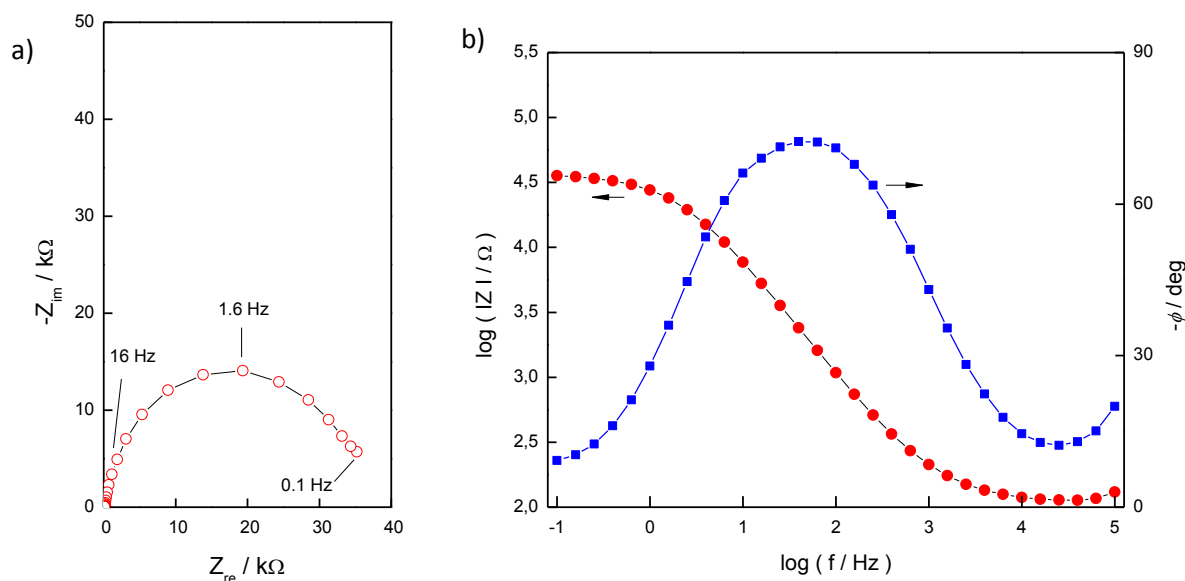 a)
50
40
30
20
10
0
-Z_im / kΩ
16 Hz
1.6 Hz
0.1 Hz
0 10 20 30 40
Z_re / kΩ
b)
5,5
5,0
4,5
4,0
3,5
3,0
2,5
2,0
log ( IZ I / Ω )
90
60
30
0
-ϕ / deg
-1 0 1 2 3 4 5
log ( f / Hz )